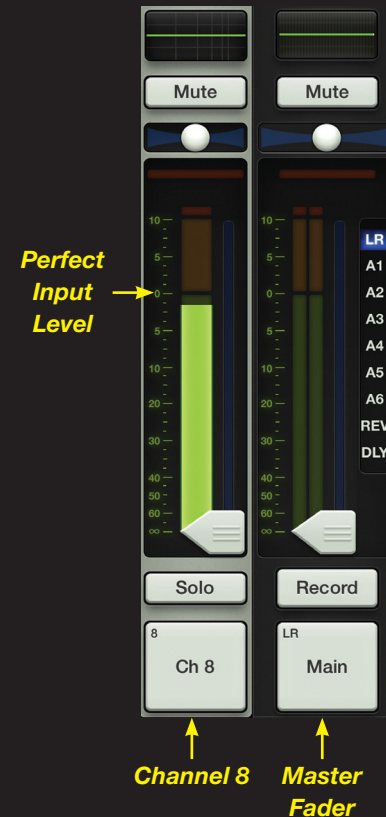 Mute
Mute
10
5
0
5
10
20
30
40
50
60
∞
10
5
0
5
10
20
30
40
50
60
∞
Perfect
Input
Level
LR
A1
A2
A3
A4
A5
A6
REV
DLY
Solo
Record
8
Ch 8
LR
Main
Channel 8
Master
Fader